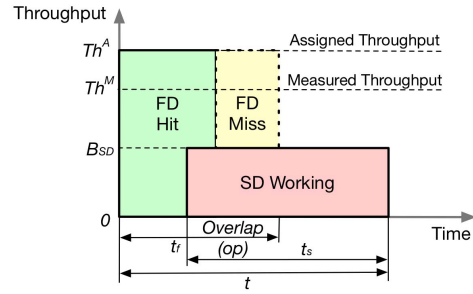 Throughput
Th^A
Assigned Throughput
Th^M
Measured Throughput
FD
Hit
FD
Miss
B_SD
SD Working
0
Overlap
(op)
Time
t_f
t_s
t